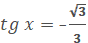 tg x = -√3/3